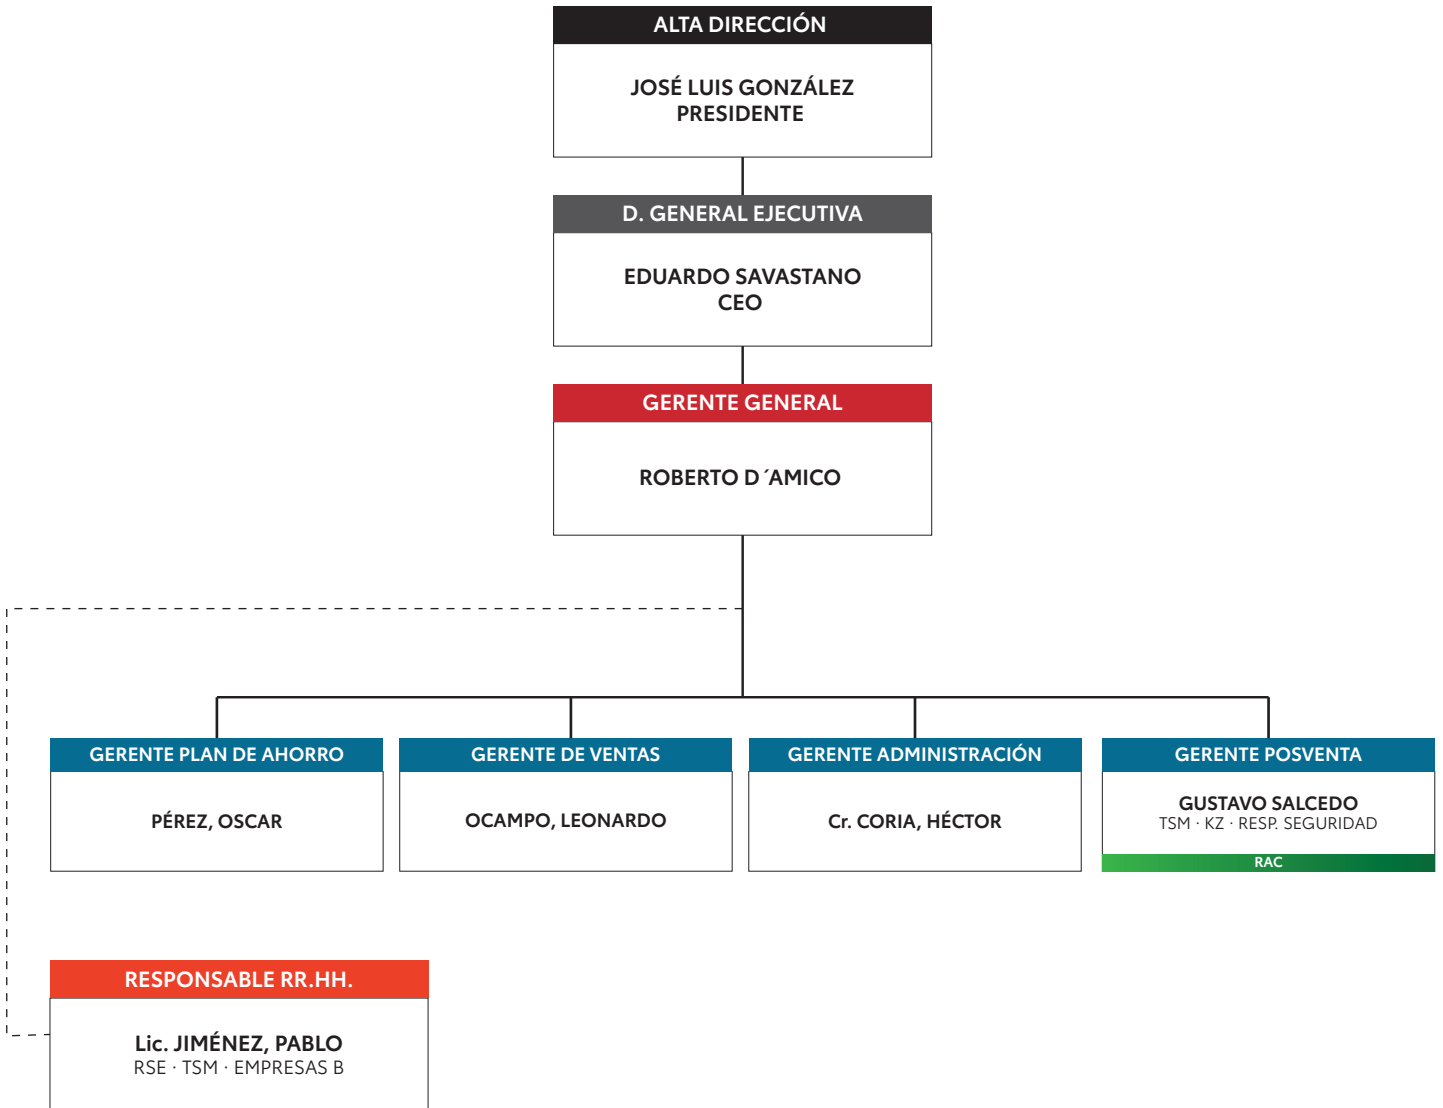 ALTA DIRECCIÓN
JOSÉ LUIS GONZÁLEZ
PRESIDENTE
D. GENERAL EJECUTIVA
EDUARDO SAVASTANO
CEO
GERENTE GENERAL
ROBERTO D´AMICO
GERENTE PLAN DE AHORRO
PÉREZ, OSCAR
GERENTE DE VENTAS
OCAMPO, LEONARDO
GERENTE ADMINISTRACIÓN
Cr. CORIA, HÉCTOR
GERENTE POSVENTA
GUSTAVO SALCEDO
TSM · KZ · RESP. SEGURIDAD
RAC
RESPONSABLE RR.HH.
Lic. JIMÉNEZ, PABLO
RSE · TSM · EMPRESAS B